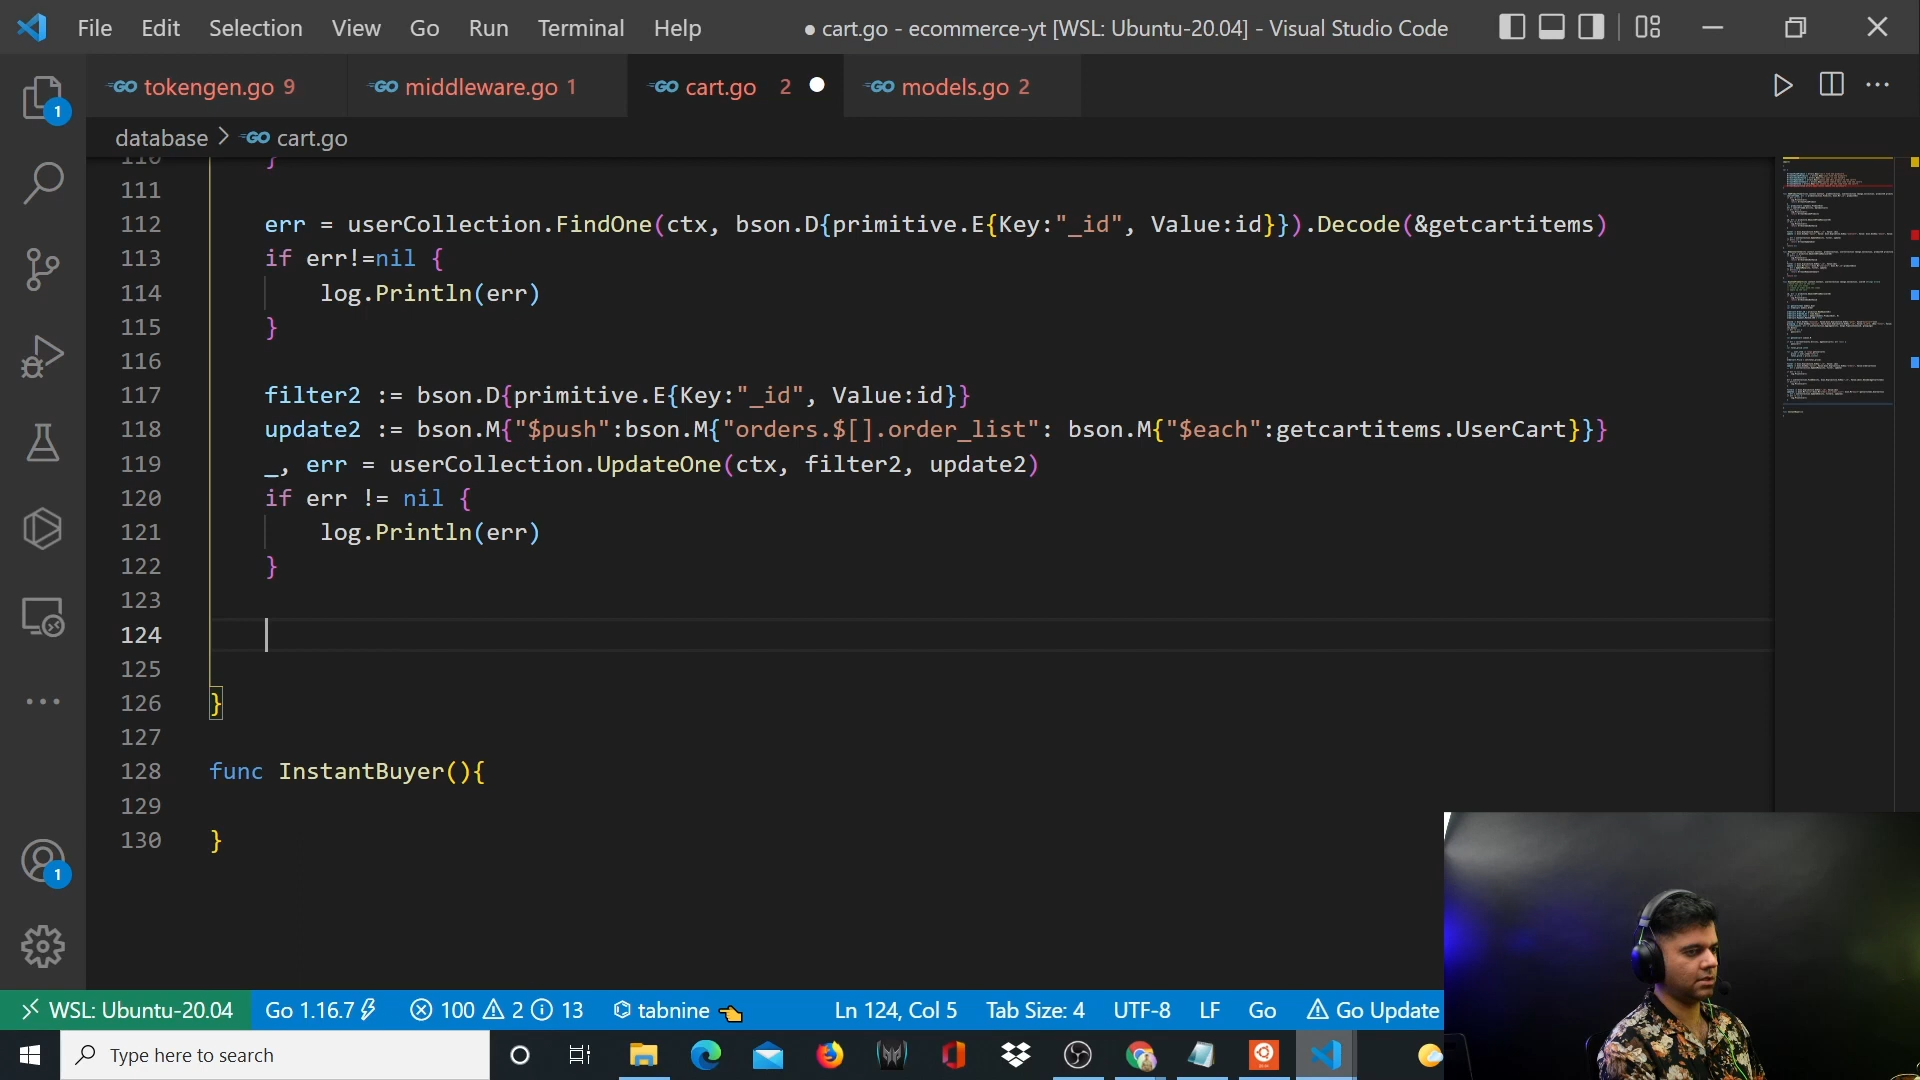 File Edit Selection View Go Run Terminal Help ● cart.go - ecommerce-yt [WSL: Ubuntu-20.04] - Visual Studio Code
tokengen.go 9 middleware.go 1 cart.go 2 models.go 2
database > cart.go
110 }
111
112 err = userCollection.FindOne(ctx, bson.D{primitive.E{Key:"_id", Value:id}}).Decode(&getcartitems)
113 if err!=nil {
114 log.Println(err)
115 }
116
117 filter2 := bson.D{primitive.E{Key:"_id", Value:id}}
118 update2 := bson.M{"$push":bson.M{"orders.$[].order_list": bson.M{"$each":getcartitems.UserCart}}}
119 _, err = userCollection.UpdateOne(ctx, filter2, update2)
120 if err != nil {
121 log.Println(err)
122 }
123
124
125
126 }
127
128 func InstantBuyer(){
129
130 }
1
1
WSL: Ubuntu-20.04 Go 1.16.7 100 2 13 tabnine Ln 124, Col 5 Tab Size: 4 UTF-8 LF Go Go Update
Type here to search